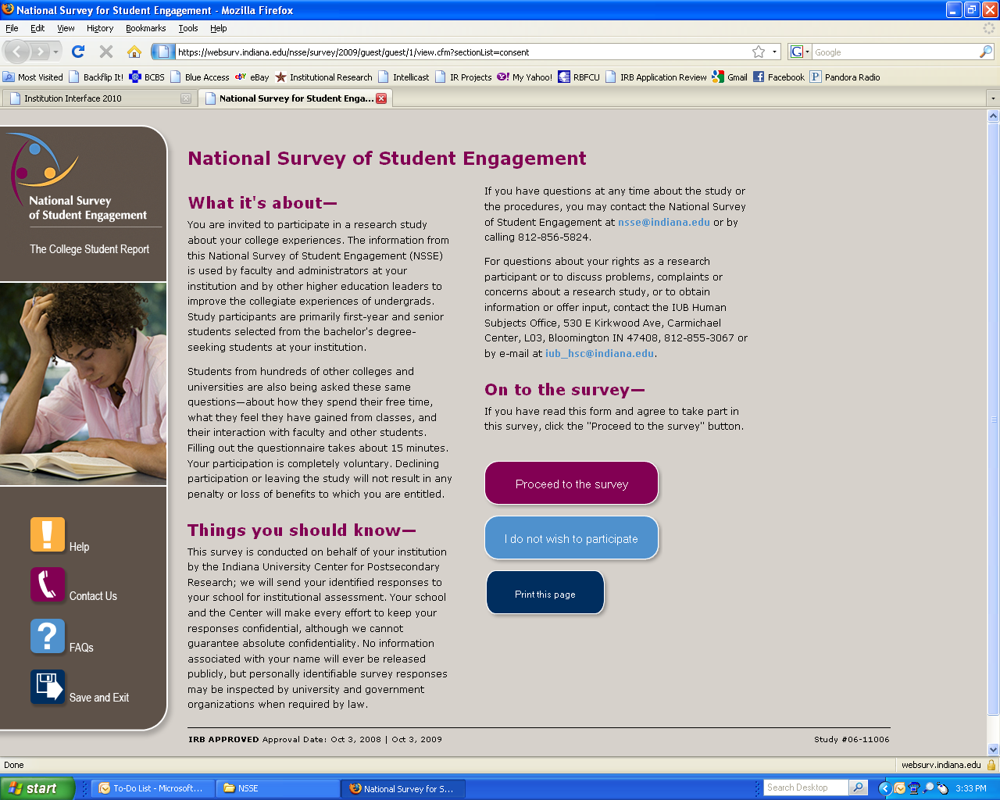 National Survey for Student Engagement - Mozilla Firefox
File Edit View History Bookmarks Tools Help
https://websurv.indiana.edu/nsse/survey/2009/guest/guest/1/view.cfm?sectionList=consent
Google
Most Visited Backflip It! BCBS Blue Access eBay Institutional Research Intellicast IR Projects My Yahoo! RBFCU IRB Application Review Gmail Facebook Pandora Radio
Institution Interface 2010
National Survey for Student Enga...
National Survey
of Student Engagement
The College Student Report
Help
Contact Us
FAQs
Save and Exit
National Survey of Student Engagement
What it's about—
You are invited to participate in a research study
about your college experiences. The information from
this National Survey of Student Engagement (NSSE)
is used by faculty and administrators at your
institution and by other higher education leaders to
improve the collegiate experiences of undergrads.
Study participants are primarily first-year and senior
students selected from the bachelor's degree-
seeking students at your institution.
Students from hundreds of other colleges and
universities are also being asked these same
questions—about how they spend their free time,
what they feel they have gained from classes, and
their interaction with faculty and other students.
Filling out the questionnaire takes about 15 minutes.
Your participation is completely voluntary. Declining
participation or leaving the study will not result in any
penalty or loss of benefits to which you are entitled.
Things you should know—
This survey is conducted on behalf of your institution
by the Indiana University Center for Postsecondary
Research; we will send your identified responses to
your school for institutional assessment. Your school
and the Center will make every effort to keep your
responses confidential, although we cannot
guarantee absolute confidentiality. No information
associated with your name will ever be released
publicly, but personally identifiable survey responses
may be inspected by university and government
organizations when required by law.
If you have questions at any time about the study or
the procedures, you may contact the National Survey
of Student Engagement at nsse@indiana.edu or by
calling 812-856-5824.
For questions about your rights as a research
participant or to discuss problems, complaints or
concerns about a research study, or to obtain
information or offer input, contact the IUB Human
Subjects Office, 530 E Kirkwood Ave, Carmichael
Center, L03, Bloomington IN 47408, 812-855-3067 or
by e-mail at iub_hsc@indiana.edu.
On to the survey—
If you have read this form and agree to take part in
this survey, click the "Proceed to the survey" button.
Proceed to the survey
I do not wish to participate
Print this page
IRB APPROVED Approval Date: Oct 3, 2008 | Oct 3, 2009
Study #06-11006
Done
websurv.indiana.edu
start
To-Do List - Microsoft...
NSSE
National Survey for S...
Search Desktop
3:33 PM